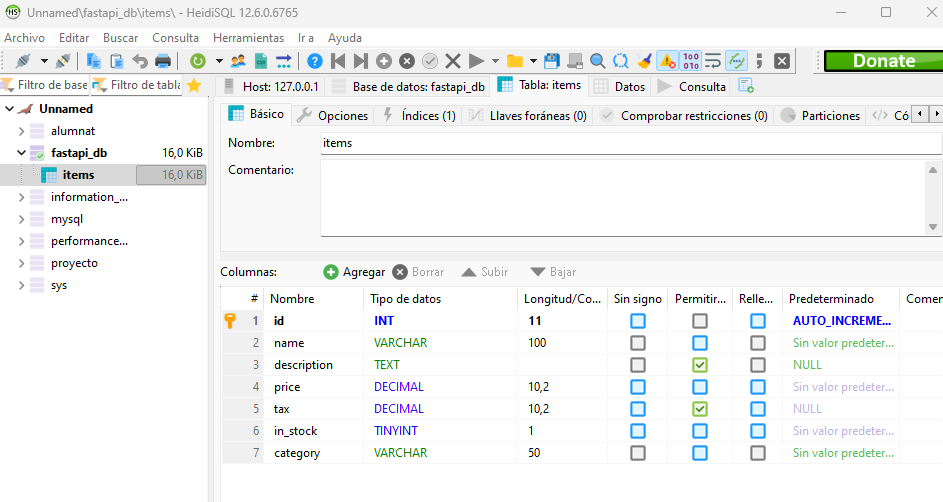 Unnamed\fastapi_db\items\ - HeidiSQL 12.6.0.6765
Archivo Editar Buscar Consulta Herramientas Ir a Ayuda
Donate
Filtro de base Filtro de tabla Host: 127.0.0.1 Base de datos: fastapi_db Tabla: items Datos Consulta
Unnamed
alumnat
fastapi_db 16,0 KiB
items 16,0 KiB
information_...
mysql
performance...
proyecto
sys
Básico Opciones Índices (1) Llaves foráneas (0) Comprobar restricciones (0) Particiones </> Có
Nombre: items
Comentario:
Columnas: Agregar Borrar Subir Bajar
# Nombre Tipo de datos Longitud/Co... Sin signo Permitir... Relle... Predeterminado Comen
1 id INT 11 AUTO_INCREME...
2 name VARCHAR 100 Sin valor predeter...
3 description TEXT NULL
4 price DECIMAL 10,2 Sin valor predeter...
5 tax DECIMAL 10,2 NULL
6 in_stock TINYINT 1 Sin valor predeter...
7 category VARCHAR 50 Sin valor predeter...